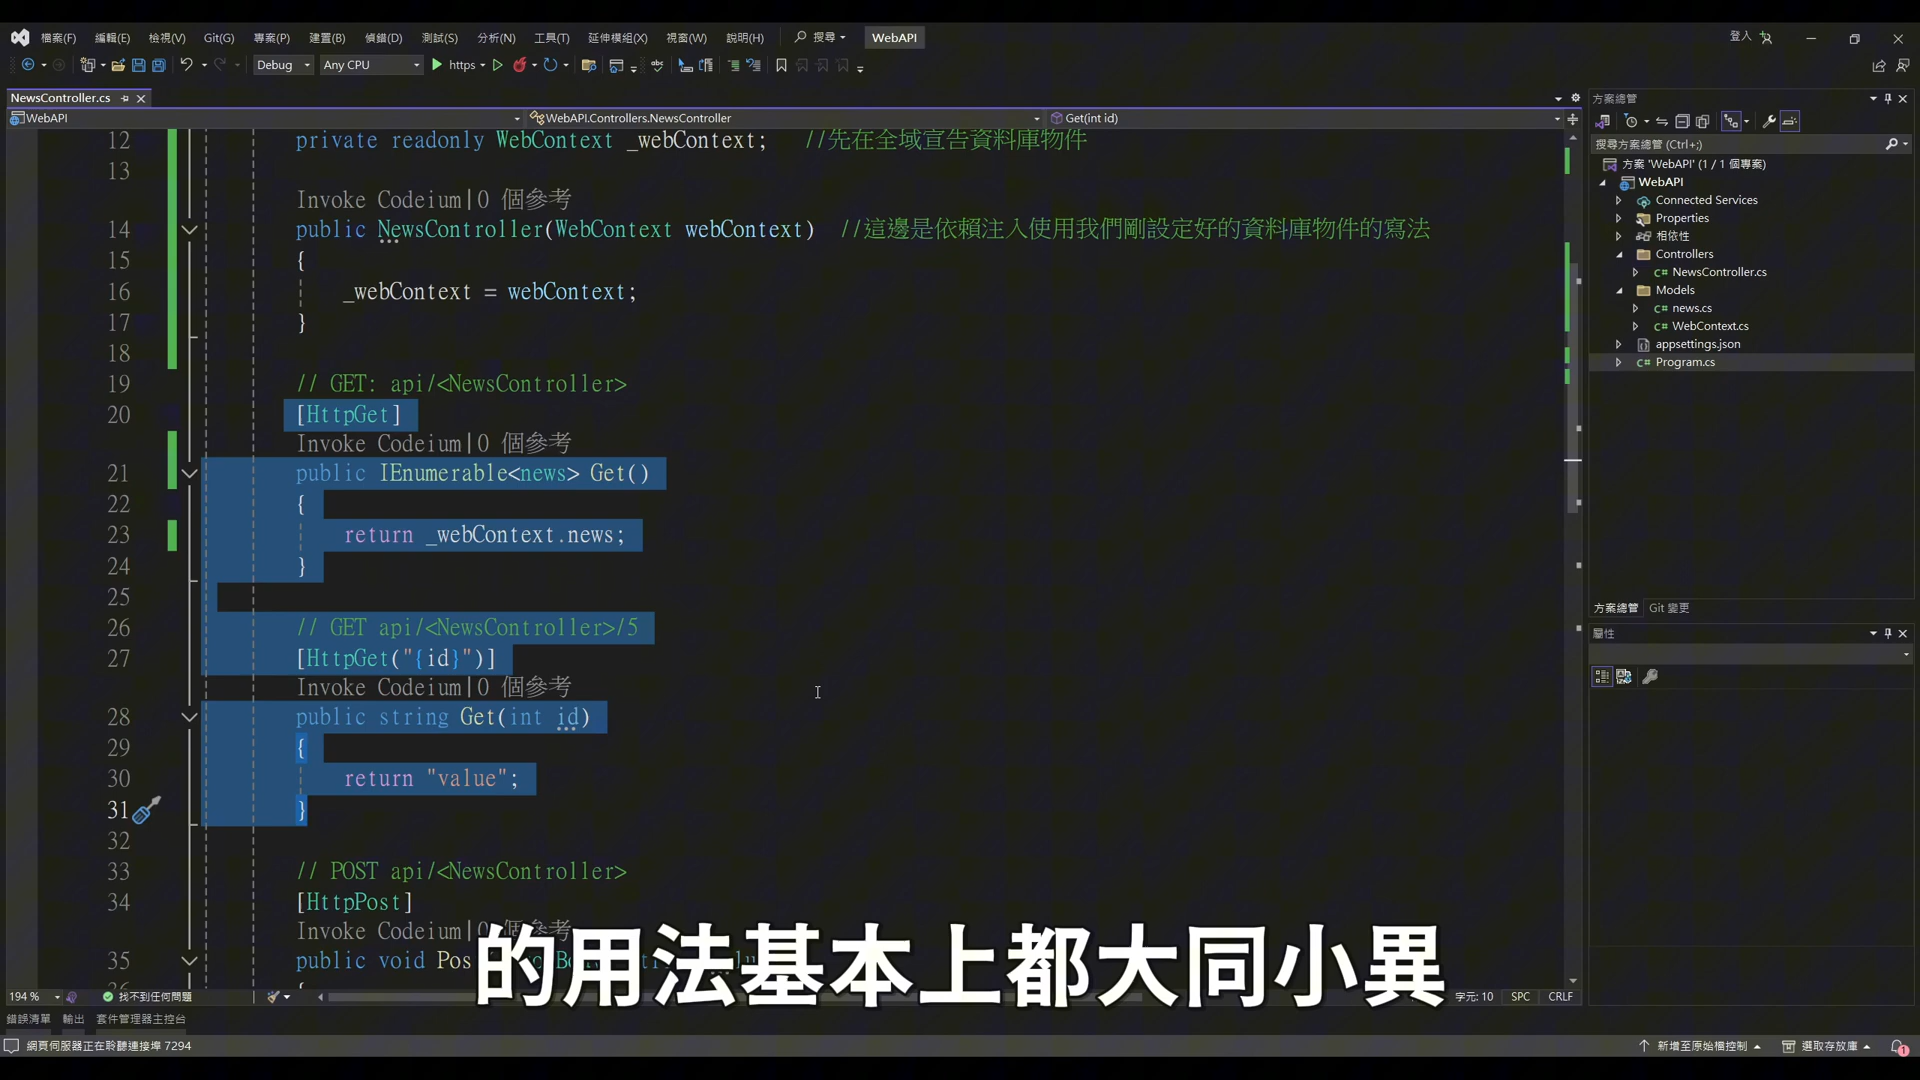 檔案(F) 編輯(E) 檢視(V) Git(G) 專案(P) 建置(B) 偵錯(D) 測試(S) 分析(N) 工具(T) 延伸模組(X) 視窗(W) 說明(H) 搜尋 WebAPI 登入
Debug Any CPU https
NewsController.cs
WebAPI WebAPI.Controllers.NewsController Get(int id)
12 private readonly WebContext _webContext; //先在全域宣告資料庫物件
13
Invoke Codeium|0 個參考
14 public NewsController(WebContext webContext) //這邊是依賴注入使用我們剛設定好的資料庫物件的寫法
15 {
16 _webContext = webContext;
17 }
18
19 // GET: api/<NewsController>
20 [HttpGet]
Invoke Codeium|0 個參考
21 public IEnumerable<news> Get()
22 {
23 return _webContext.news;
24 }
25
26 // GET api/<NewsController>/5
27 [HttpGet("{id}")]
Invoke Codeium|0 個參考
28 public string Get(int id)
29 {
30 return "value";
31 }
32
33 // POST api/<NewsController>
34 [HttpPost]
Invoke Codeium|0 個參考
35 public void Pos
的用法基本上都大同小異
194 % 找不到任何問題 字元: 10 SPC CRLF
錯誤清單 輸出 套件管理器主控台
網頁伺服器正在聆聽連接埠 7294 新增至原始檔控制 選取存放庫 1
方案總管
搜尋方案總管 (Ctrl+;)
方案 'WebAPI' (1 / 1 個專案)
WebAPI
Connected Services
Properties
相依性
Controllers
C# NewsController.cs
Models
C# news.cs
C# WebContext.cs
appsettings.json
C# Program.cs
方案總管 Git 變更
屬性